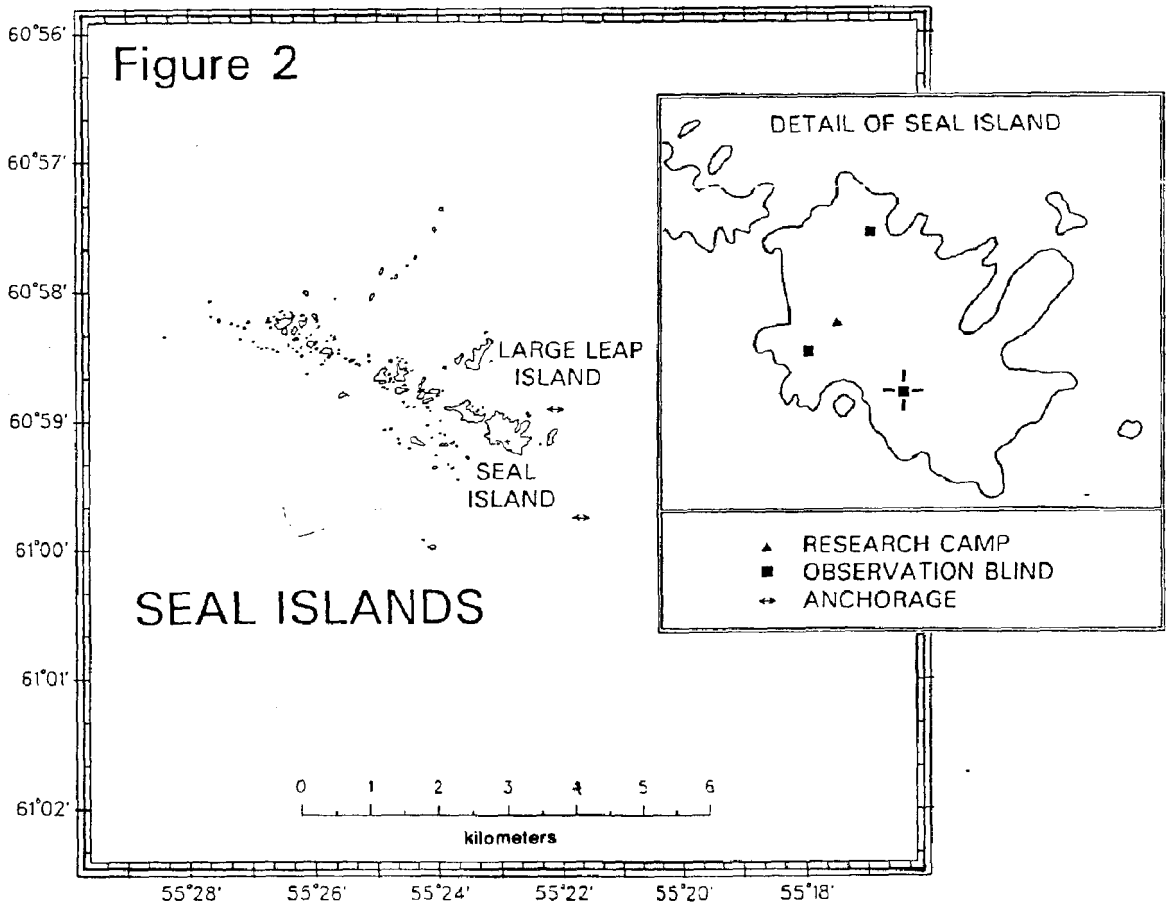 Figure 2
60°56'
60°57'
60°58'
60°59'
61°00'
61°01'
61°02'
LARGE LEAP
ISLAND
SEAL
ISLAND
SEAL ISLANDS
0 1 2 3 4 5 6
kilometers
55°28' 55°26' 55°24' 55°22' 55°20' 55°18'
DETAIL OF SEAL ISLAND
RESEARCH CAMP
OBSERVATION BLIND
ANCHORAGE